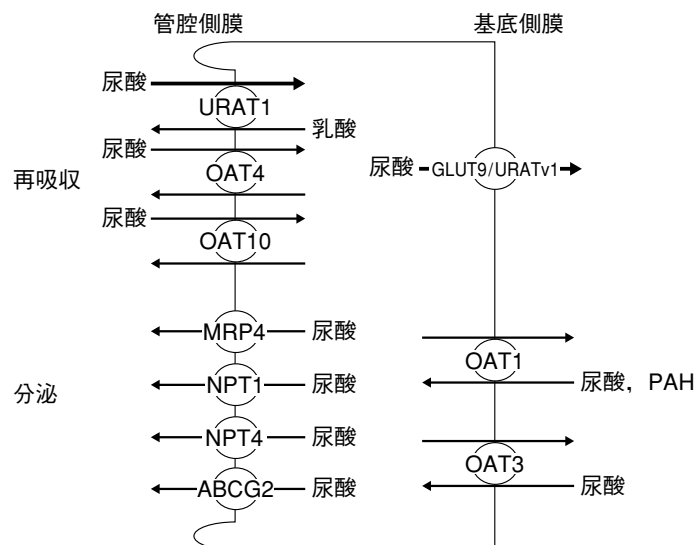 管腔側膜
基底側膜
尿酸
URAT1
乳酸
尿酸
OAT4
尿酸
GLUT9/URATv1
再吸収
尿酸
OAT10
MRP4
尿酸
OAT1
分泌
NPT1
尿酸
尿酸，PAH
NPT4
尿酸
OAT3
ABCG2
尿酸
尿酸